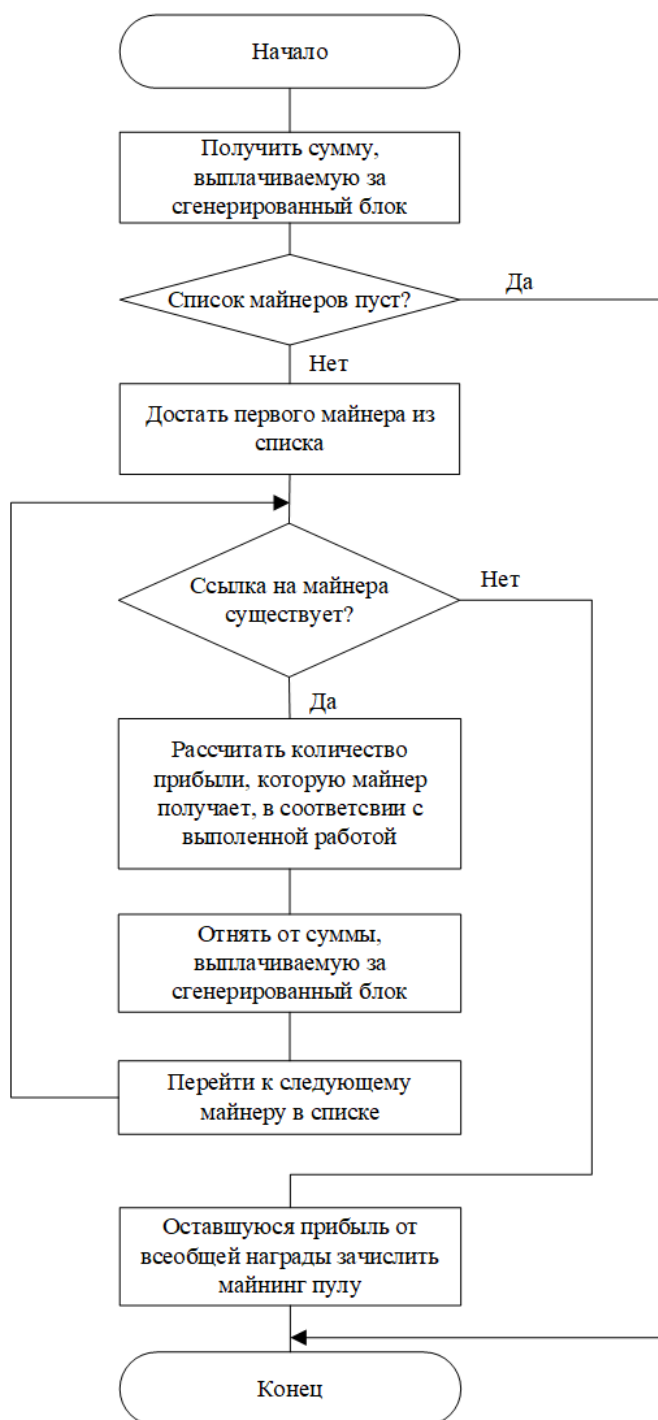 Начало
Получить сумму,
выплачиваемую за
сгенерированный блок
Список майнеров пуст?
Да
Нет
Достать первого майнера из
списка
Ссылка на майнера
существует?
Нет
Да
Рассчитать количество
прибыли, которую майнер
получает, в соответсвии с
выполенной работой
Отнять от суммы,
выплачиваемую за
сгенерированный блок
Перейти к следующему
майнеру в списке
Оставшуюся прибыль от
всеобщей награды зачислить
майнинг пулу
Конец